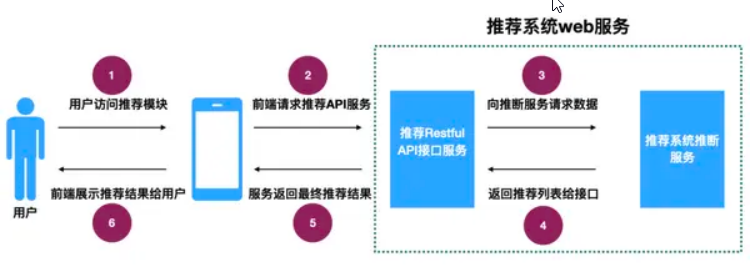 推荐系统web服务
1
2
3
用户访问推荐模块
前端请求推荐API服务
向推断服务请求数据
推荐Restful
API接口服务
推荐系统推断
服务
前端展示推荐结果给用户
服务返回最终推荐结果
返回推荐列表给接口
用户
6
5
4